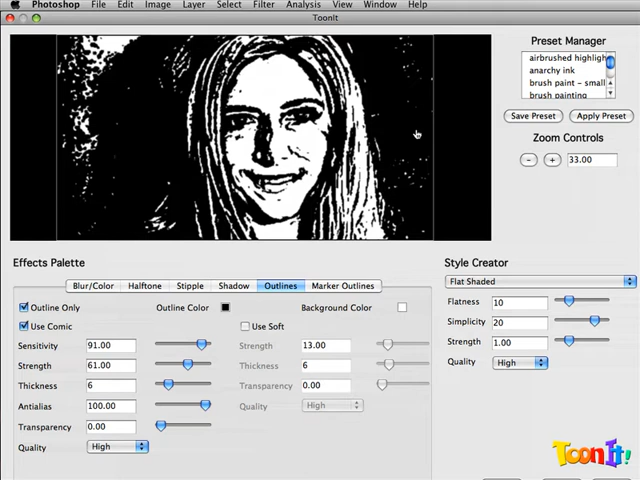 Photoshop File Edit Image Layer Select Filter Analysis View Window Help
ToonIt
Preset Manager
airbrushed highligh
anarchy ink
brush paint - small
brush painting
Save Preset Apply Preset
Zoom Controls
- + 33.00
Effects Palette
Blur/Color Halftone Stipple Shadow Outlines Marker Outlines
Outline Only Outline Color Background Color
Use Comic Use Soft
Sensitivity 91.00 Strength 13.00
Strength 61.00 Thickness 6
Thickness 6 Transparency 0.00
Antialias 100.00 Quality High
Transparency 0.00
Quality High
Style Creator
Flat Shaded
Flatness 10
Simplicity 20
Strength 1.00
Quality High
ToonIt!